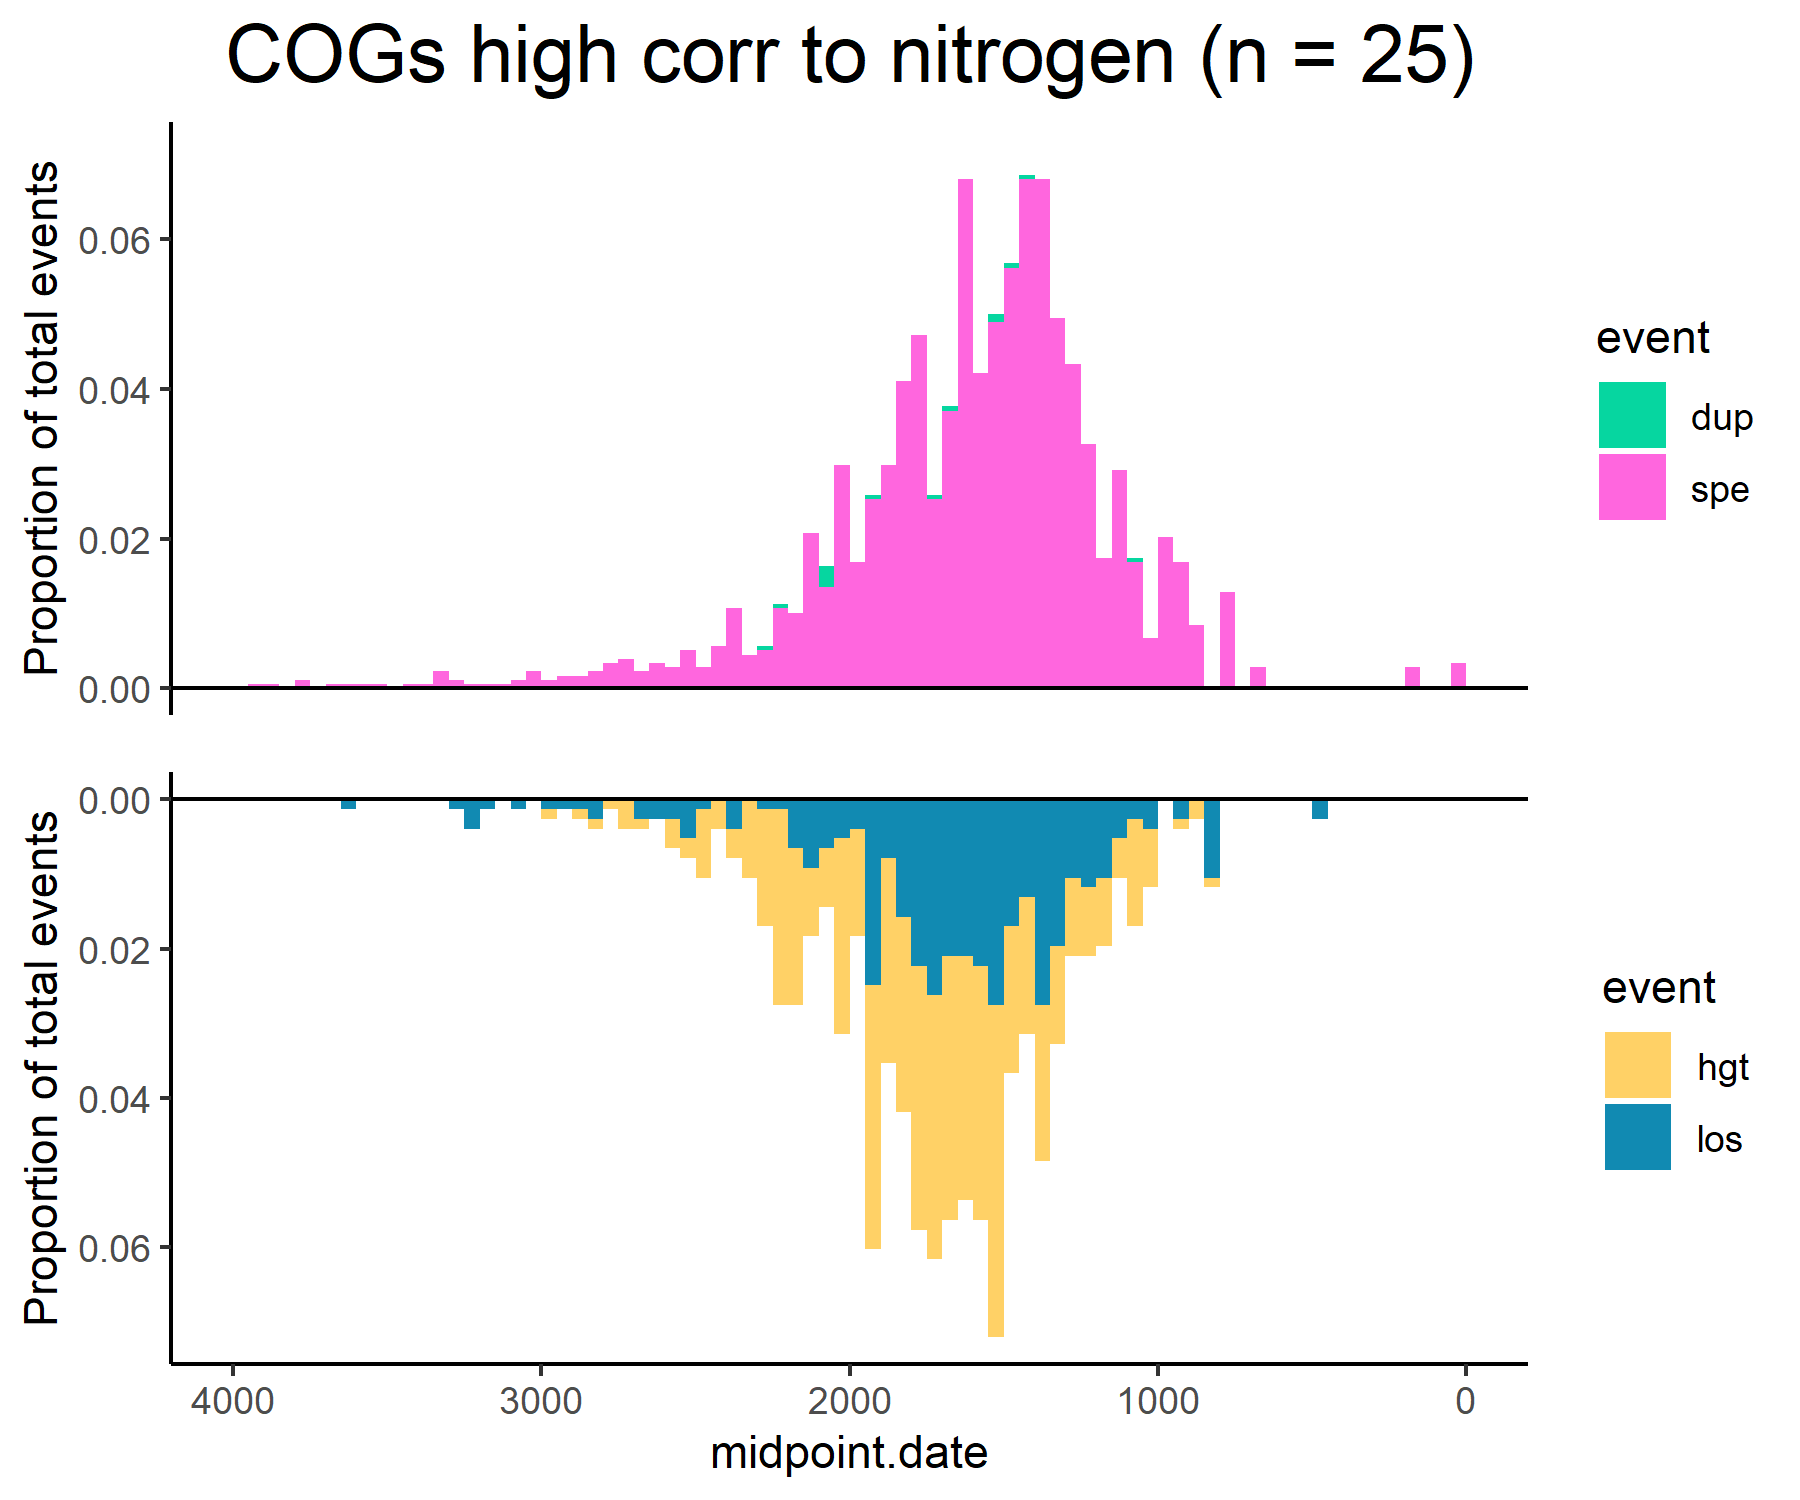 COGs high corr to nitrogen (n = 25)
Proportion of total events
0.06
0.04
0.02
0.00
event
dup
spe
Proportion of total events
0.00
0.02
0.04
0.06
event
hgt
los
4000 3000 2000 1000 0
midpoint.date